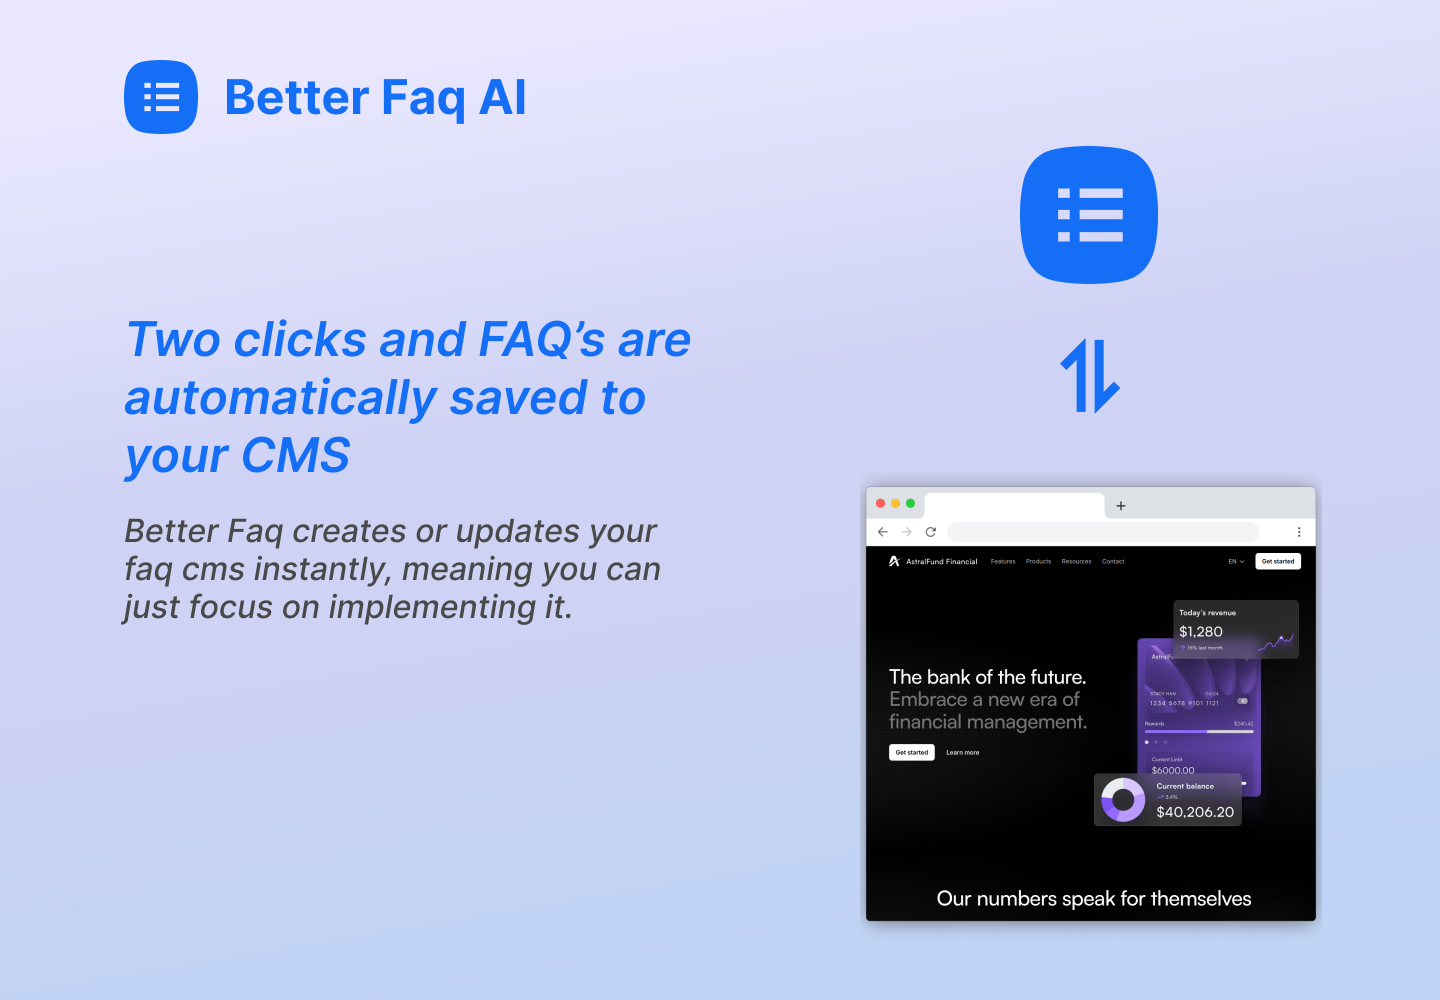 Better Faq AI
Two clicks and FAQ’s are
automatically saved to
your CMS
Better Faq creates or updates your
faq cms instantly, meaning you can
just focus on implementing it.
AstralFund Financial Features Products Resources Contact EN Get started
Today's revenue
$1,280
15% last month
STACY HAN 06/24
1234 5678 9101 1121
Rewards $240.42
Current Limit
$6000.00
The bank of the future.
Embrace a new era of
financial management.
Get started Learn more
Current balance
3.4%
$40,206.20
Our numbers speak for themselves